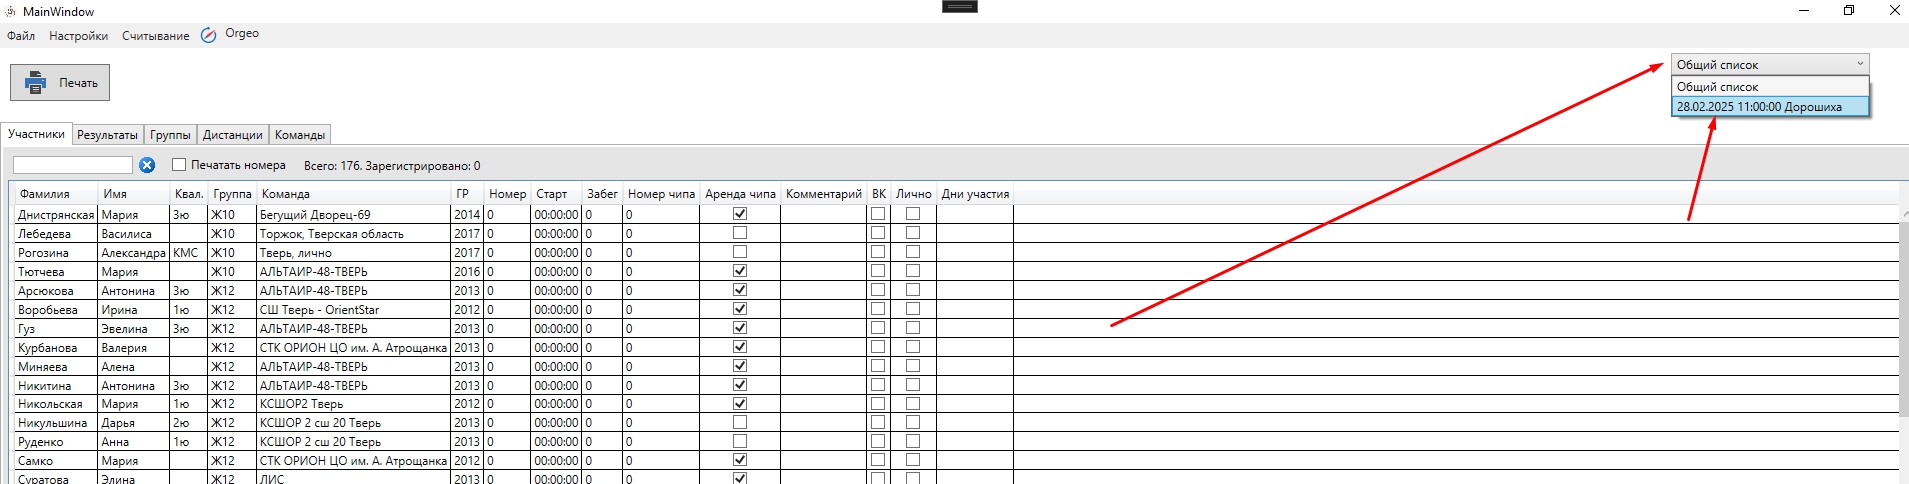 MainWindow
Файл Настройки Считывание Orgeo
Печать
Общий список
Общий список
28.02.2025 11:00:00 Дорошиха
Участники Результаты Группы Дистанции Команды
Печатать номера Всего: 176. Зарегистрировано: 0
Фамилия Имя Квал. Группа Команда ГР Номер Старт Забег Номер чипа Аренда чипа Комментарий ВК Лично Дни участия
Днистрянская Мария 3ю Ж10 Бегущий Дворец-69 2014 0 00:00:00 0 0
Лебедева Василиса Ж10 Торжок, Тверская область 2017 0 00:00:00 0 0
Рогозина Александра КМС Ж10 Тверь, лично 2017 0 00:00:00 0 0
Тютчева Мария Ж10 АЛЬТАИР-48-ТВЕРЬ 2016 0 00:00:00 0 0
Арсюкова Антонина 3ю Ж12 АЛЬТАИР-48-ТВЕРЬ 2013 0 00:00:00 0 0
Воробьева Ирина 1ю Ж12 СШ Тверь - OrientStar 2012 0 00:00:00 0 0
Гуз Эвелина 3ю Ж12 АЛЬТАИР-48-ТВЕРЬ 2013 0 00:00:00 0 0
Курбанова Валерия Ж12 СТК ОРИОН ЦО им. А. Атрощанка 2013 0 00:00:00 0 0
Миняева Алена Ж12 АЛЬТАИР-48-ТВЕРЬ 2013 0 00:00:00 0 0
Никитина Антонина 3ю Ж12 АЛЬТАИР-48-ТВЕРЬ 2013 0 00:00:00 0 0
Никольская Мария 1ю Ж12 КСШОР2 Тверь 2012 0 00:00:00 0 0
Никульшина Дарья 2ю Ж12 КСШОР 2 сш 20 Тверь 2013 0 00:00:00 0 0
Руденко Анна 1ю Ж12 КСШОР 2 сш 20 Тверь 2013 0 00:00:00 0 0
Самко Мария Ж12 СТК ОРИОН ЦО им. А. Атрощанка 2012 0 00:00:00 0 0
Суратова Элина Ж12 ЛИС 2013 0 00:00:00 0 0